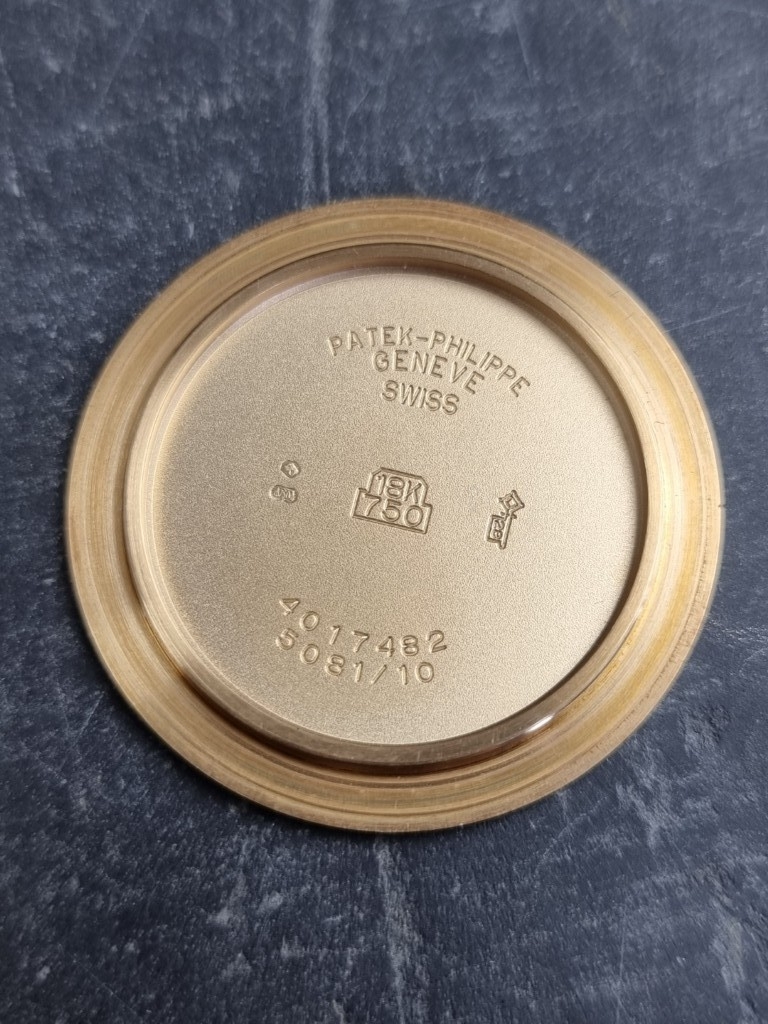 PATEK-PHILIPPE
GENEVE
SWISS
18K
750
4017482
5081/10